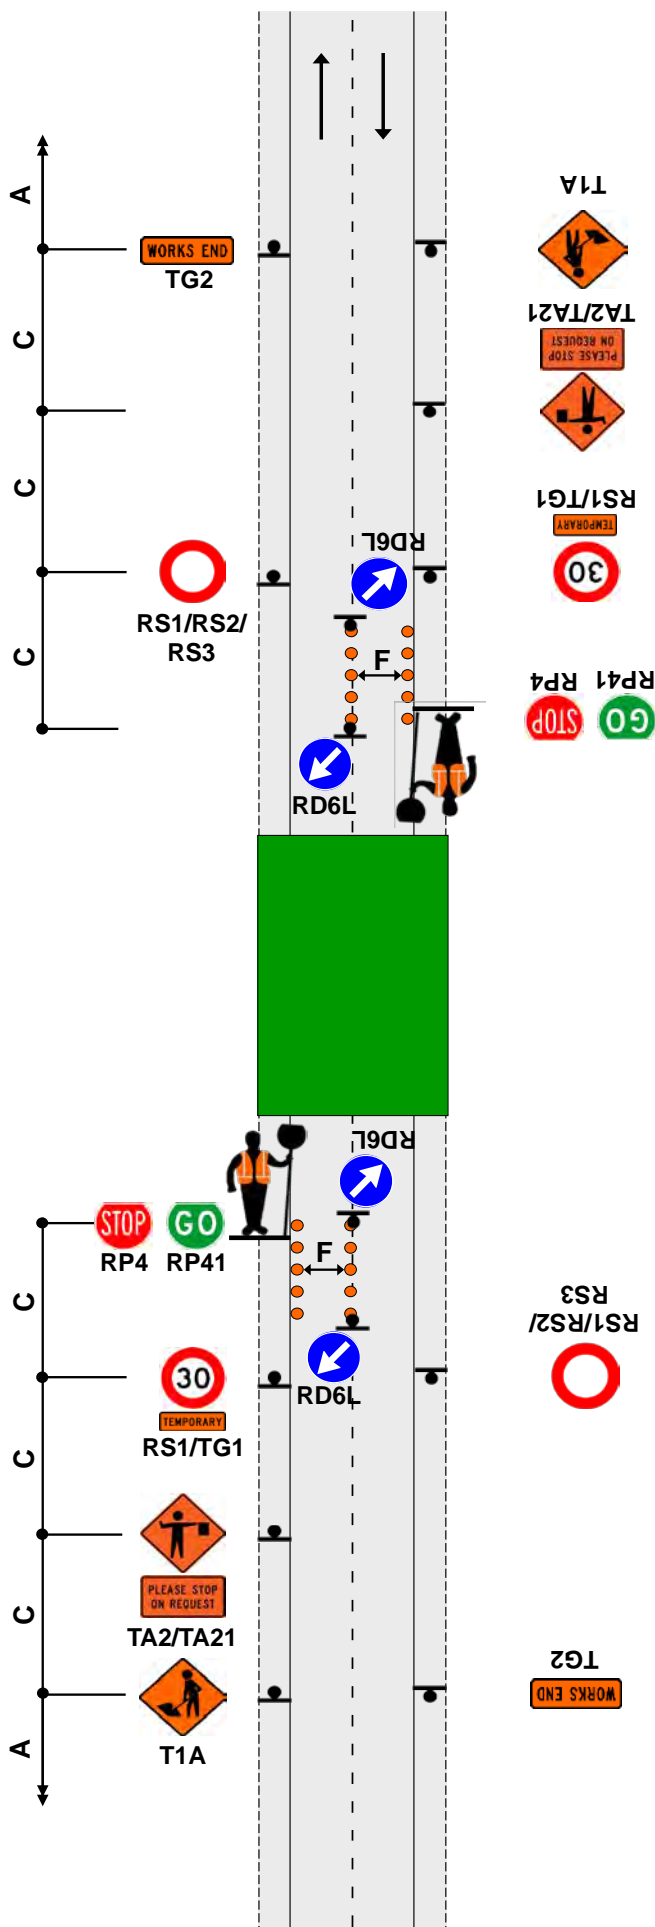 A
T1A
WORKS END
TG2
TA2/TA21
PLEASE STOP
ON REQUEST
C
C
RS1/TG1
TEMPORARY
30
RD6L
RS1/RS2/
RS3
C
F
RP4
RP41
STOP
GO
RD6L
RD6L
STOP
GO
RP4
RP41
F
C
RS1/RS2/
RS3
30
RD6L
TEMPORARY
RS1/TG1
C
PLEASE STOP
ON REQUEST
C
TA2/TA21
TG2
WORKS END
A
T1A